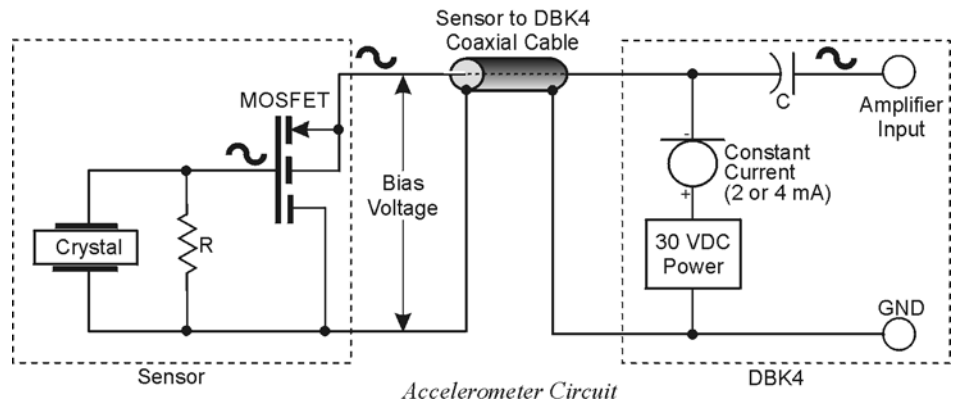 Sensor to DBK4
Coaxial Cable
MOSFET
Crystal
R
Bias
Voltage
C
Amplifier
Input
-
Constant
Current
(2 or 4 mA)
+
30 VDC
Power
GND
Sensor
DBK4
Accelerometer Circuit